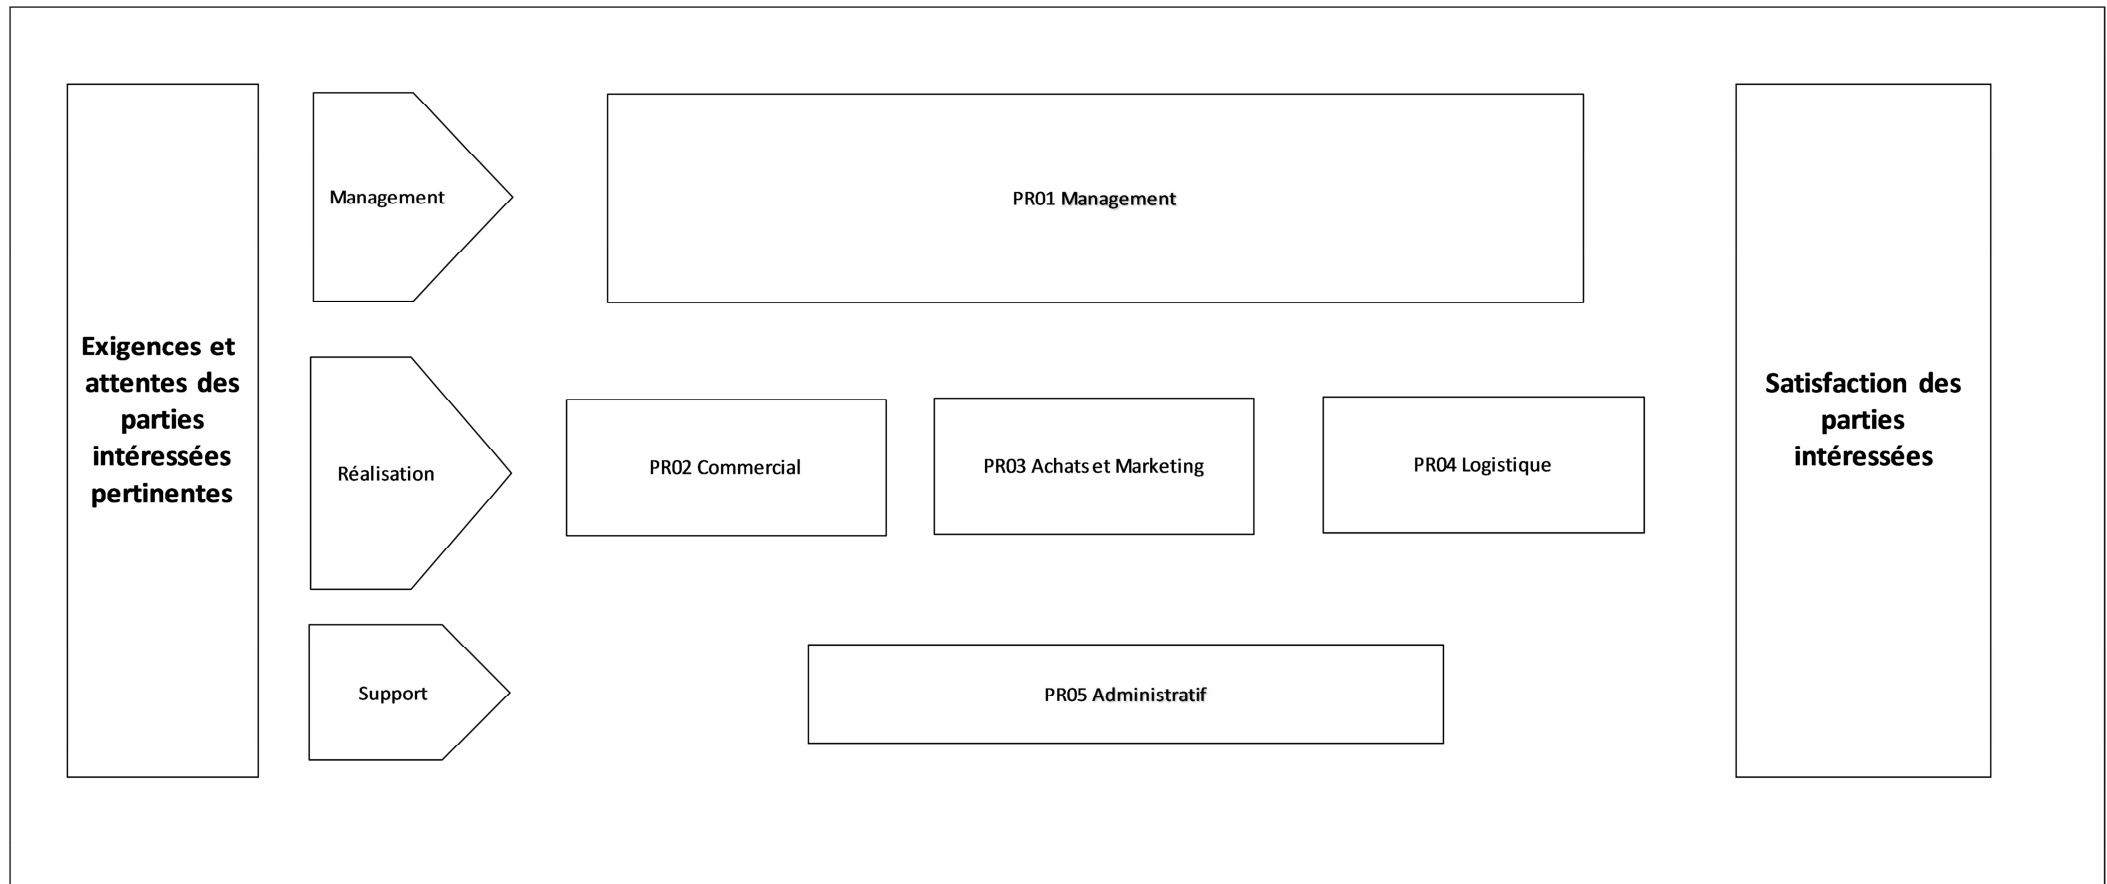 Exigences et
attentes des
parties
intéressées
pertinentes
Management
PR01 Management
Réalisation
PR02 Commercial
PR03 Achats et Marketing
PR04 Logistique
Support
PR05 Administratif
Satisfaction des
parties
intéressées